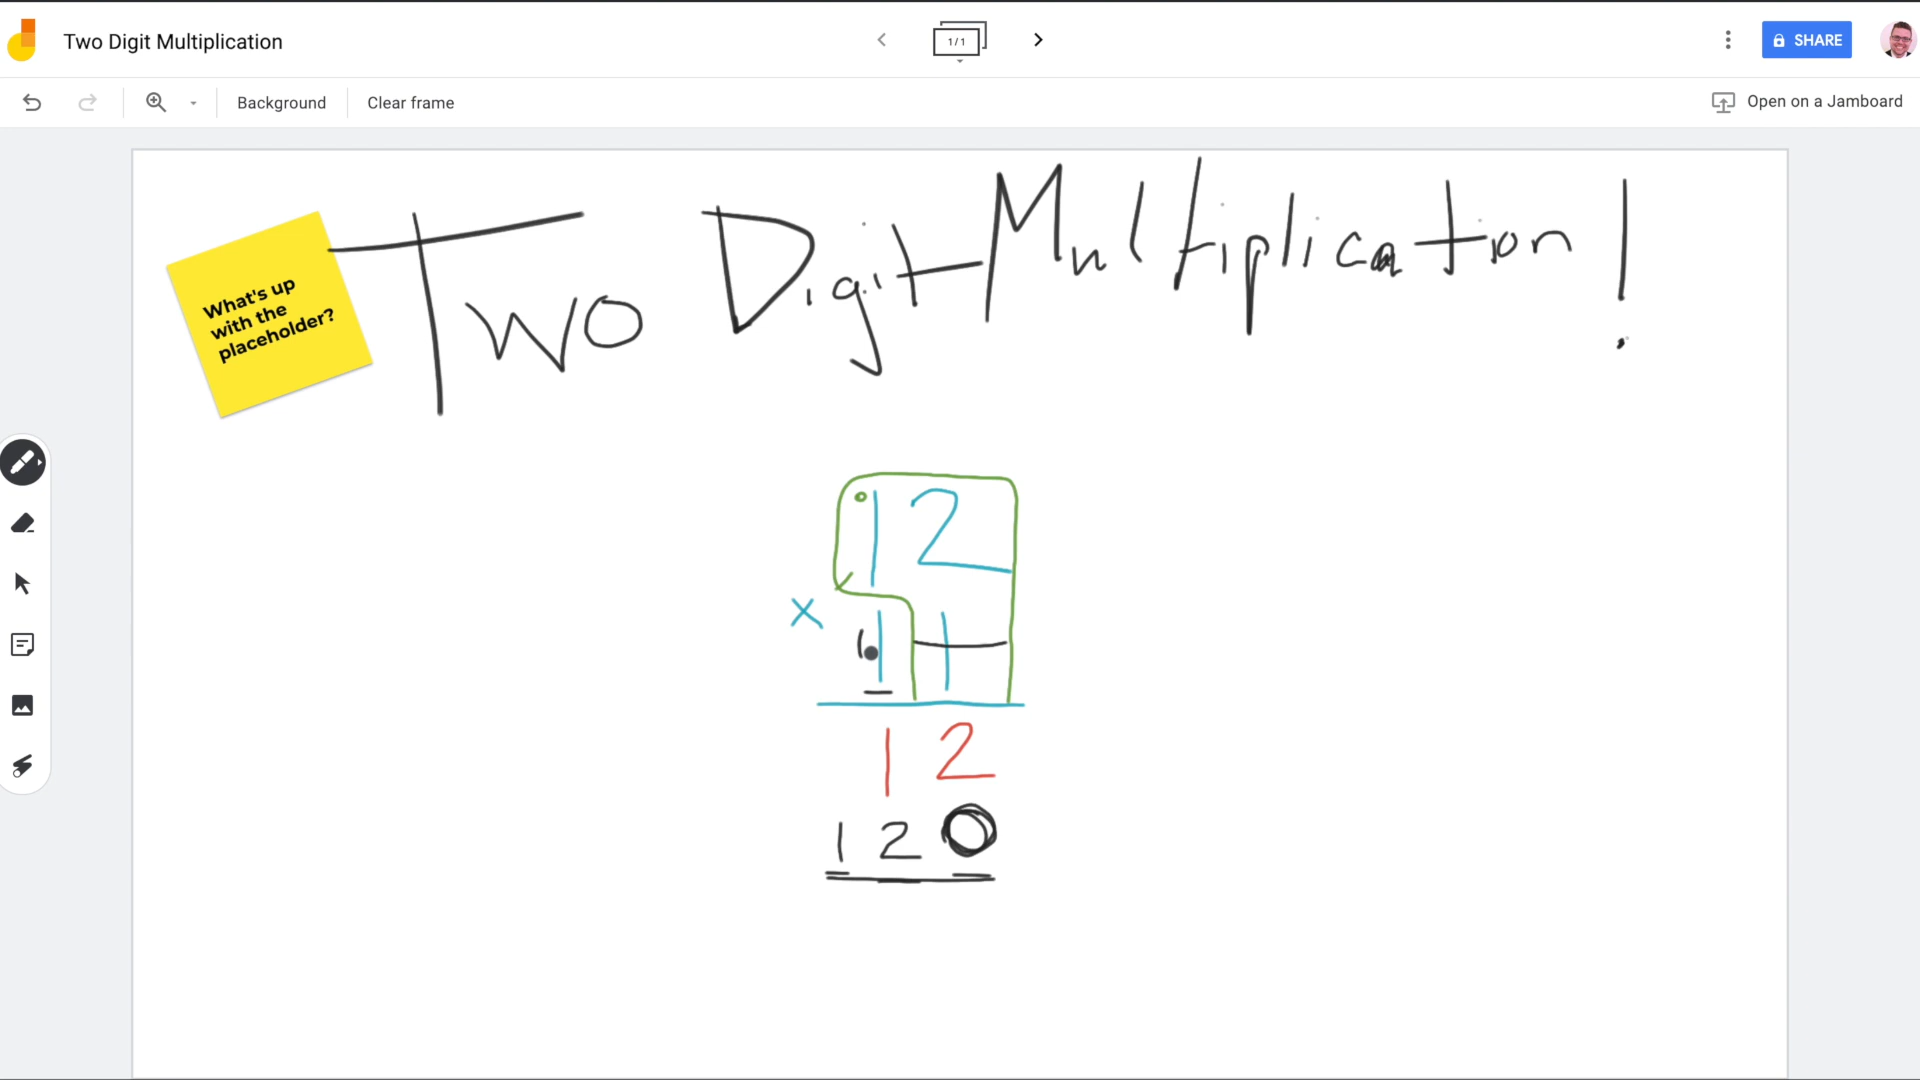 Two Digit Multiplication
1/1
SHARE
Background
Clear frame
Open on a Jamboard
Two Digit Multiplication!
What's up
with the
placeholder?
12
x 11
12
120